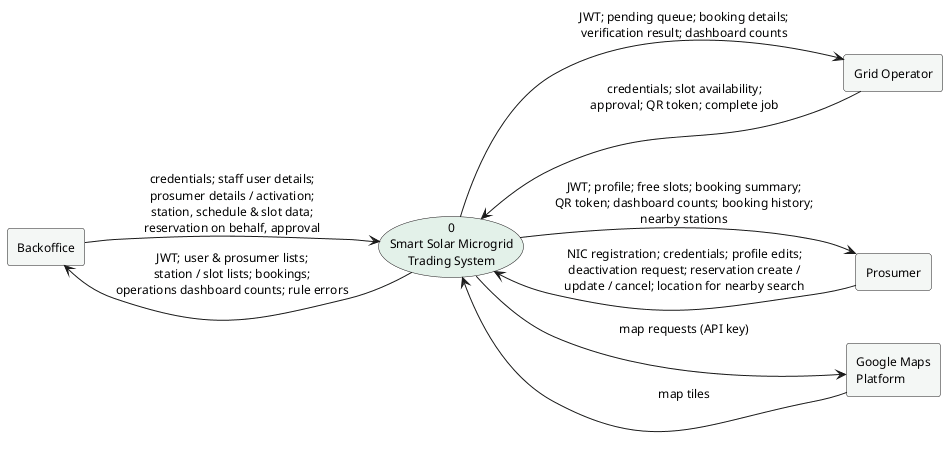 JWT; pending queue; booking details;
verification result; dashboard counts
Grid Operator
credentials; slot availability;
approval; QR token; complete job
credentials; staff user details;
prosumer details / activation;
station, schedule & slot data;
reservation on behalf, approval
JWT; profile; free slots; booking summary;
QR token; dashboard counts; booking history;
nearby stations
Backoffice
0
Smart Solar Microgrid
Trading System
JWT; user & prosumer lists;
station / slot lists; bookings;
operations dashboard counts; rule errors
NIC registration; credentials; profile edits;
deactivation request; reservation create /
update / cancel; location for nearby search
Prosumer
map requests (API key)
Google Maps
Platform
map tiles